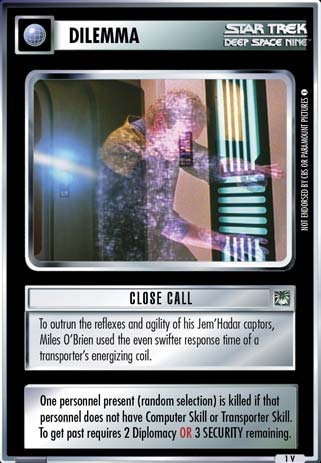 DILEMMA
STAR TREK
DEEP SPACE NINE
NOT ENDORSED BY CBS OR PARAMOUNT PICTURES
CLOSE CALL
To outrun the reflexes and agility of his Jem'Hadar captors,
Miles O'Brien used the even swifter response time of a
transporter's energizing coil.
One personnel present (random selection) is killed if that
personnel does not have Computer Skill or Transporter Skill.
To get past requires 2 Diplomacy OR 3 SECURITY remaining.
1 V